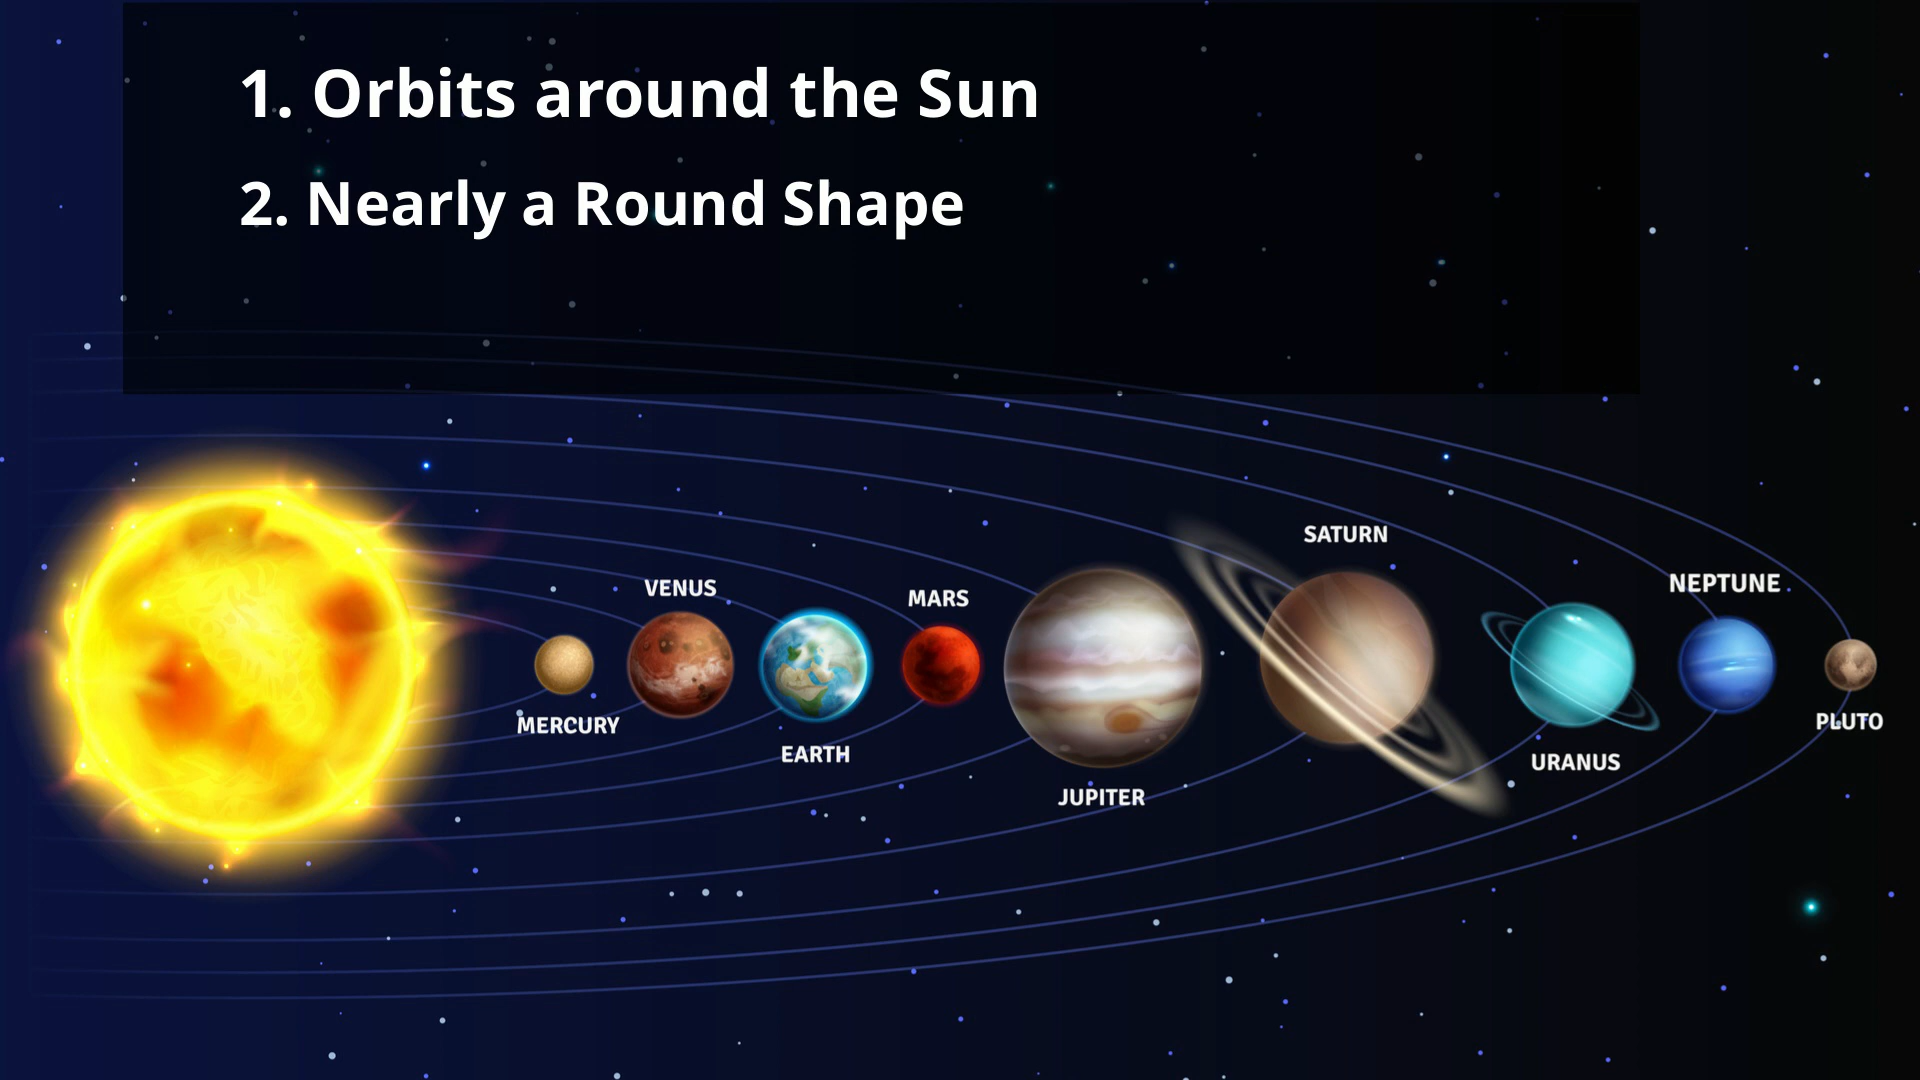 1. Orbits around the Sun
2. Nearly a Round Shape
SATURN
NEPTUNE
VENUS
MARS
MERCURY
PLUTO
EARTH
URANUS
JUPITER